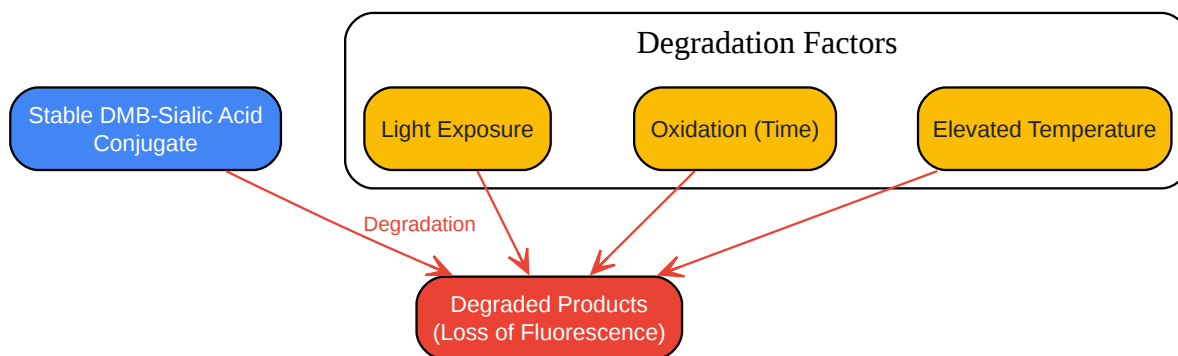 Degradation Factors
Stable DMB-Sialic Acid
Conjugate
Light Exposure
Oxidation (Time)
Elevated Temperature
Degradation
Degraded Products
(Loss of Fluorescence)